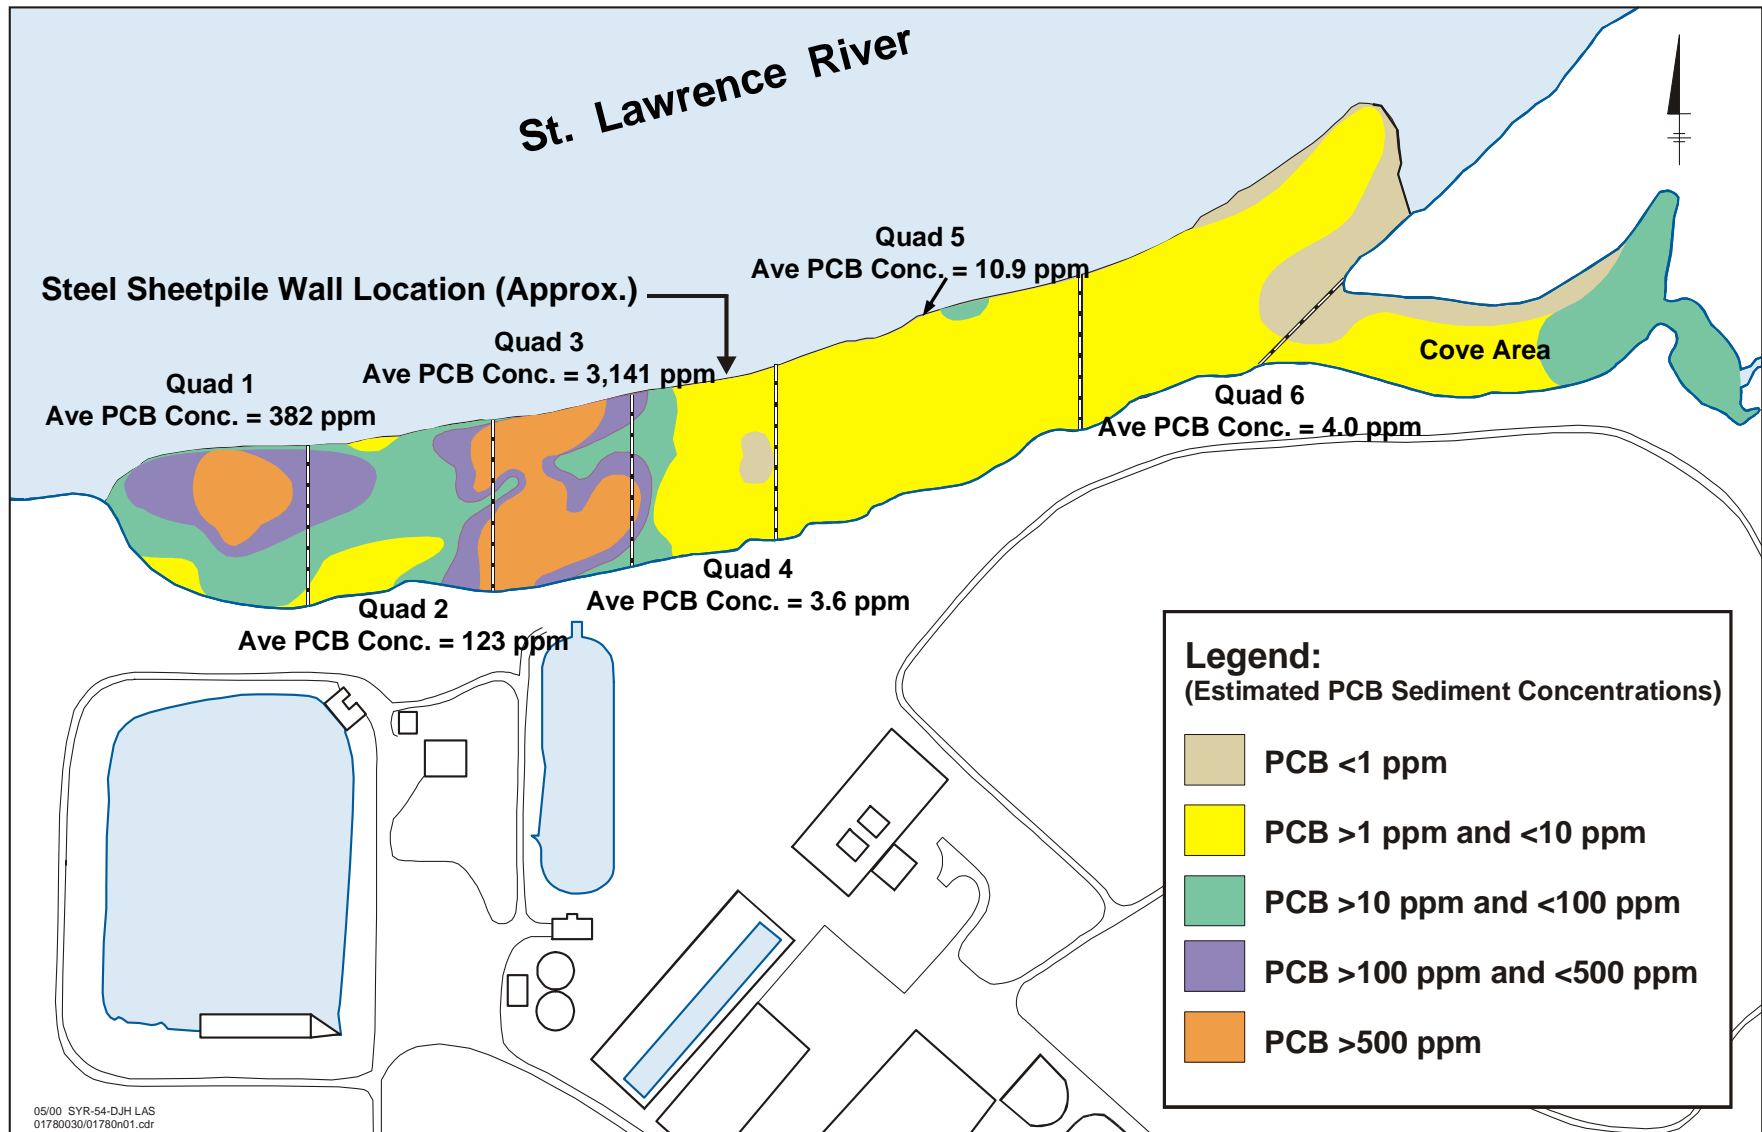 St. Lawrence River
Quad 5
Ave PCB Conc. = 10.9 ppm
Steel Sheetpile Wall Location (Approx.)
Quad 3
Ave PCB Conc. = 3,141 ppm
Quad 1
Ave PCB Conc. = 382 ppm
Cove Area
Quad 6
Ave PCB Conc. = 4.0 ppm
Quad 4
Ave PCB Conc. = 3.6 ppm
Quad 2
Ave PCB Conc. = 123 ppm
Legend:
(Estimated PCB Sediment Concentrations)
PCB <1 ppm
PCB >1 ppm and <10 ppm
PCB >10 ppm and <100 ppm
PCB >100 ppm and <500 ppm
PCB >500 ppm
05/00 SYR-54-DJH LAS
01780030/01780n01.cdr